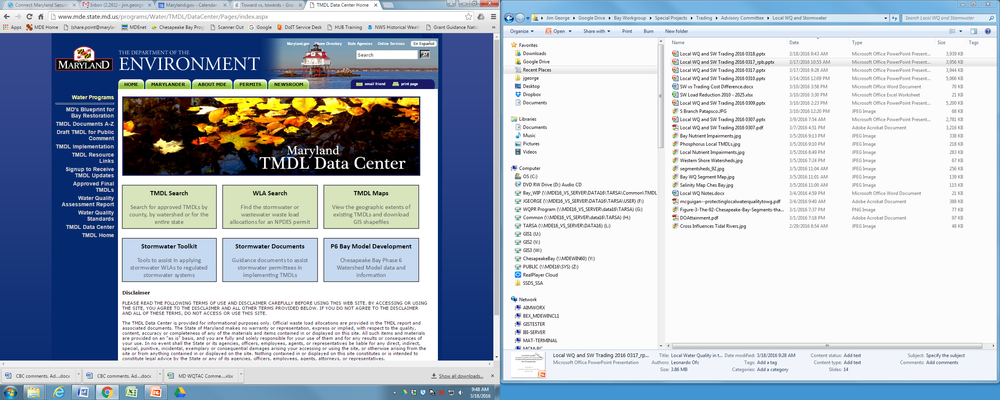 Connect Maryland Secure
Inbox (2,261) - jim.george
Maryland.gov - Calendar -
Toward vs. towards - Gran
TMDL Data Center Home
www.mde.state.md.us/programs/Water/TMDL/DataCenter/Pages/index.aspx
Apps
MDE Home
(share.point@marylan
MDEnet
Chesapeake Bay Prog
Scanner Out
Google
DoIT Service Desk
HUB Training
NWS Historical Weath
Grant Guidance Natio
Sign In
Maryland.gov
Phone Directory
State Agencies
Online Services
En Español
MARYLAND
THE DEPARTMENT OF THE
ENVIRONMENT
Search
HOME
MARYLANDER
ABOUT MDE
PERMITS
NEWSROOM
email friend
print page
Water Programs
MD's Blueprint for
Bay Restoration
TMDL Documents A-Z
Draft TMDL for Public
Comment
TMDL Implementation
TMDL Resource
Links
Signup to Receive
TMDL Updates
Approved Final
TMDLs
Water Quality
Assessment Report
Water Quality
Standards
TMDL Data Center
TMDL Home
Maryland
TMDL Data Center
TMDL Search
Search for approved TMDLs by
county, by watershed or for the
entire state
WLA Search
Find the stormwater or
wastewater waste load
allocations for an NPDES permit
TMDL Maps
View the geographic extents of
existing TMDLs and download
GIS shapefiles
Stormwater Toolkit
Tools to assist in applying
stormwater WLAs to regulated
stormwater systems
Stormwater Documents
Guidance documents to assist
stormwater permittees in
implementing TMDLs
P6 Bay Model Development
Chesapeake Bay Phase 6
Watershed Model data and
information
Disclaimer
PLEASE READ THE FOLLOWING TERMS OF USE AND DISCLAIMER CAREFULLY BEFORE USING THIS WEB SITE. BY ACCESSING OR USING
THE SITE, YOU AGREE TO THE DISCLAIMER AND ALL OTHER TERMS PROVIDED BELOW. IF YOU DO NOT AGREE TO THE DISCLAIMER
AND ALL OF THESE TERMS, DO NOT ACCESS OR USE THIS SITE.
The TMDL Data Center is provided for informational purposes only. Official waste load allocations are provided in the TMDL report and
associated documents. The State of Maryland makes no warranty or representation, express or implied, with respect to the quality,
content, accuracy or completeness of any of the materials and items contained in or displayed on this site. All such items and materials
are provided on an "as is" basis, and you are fully and solely responsible for your use of them and for any results or consequences of
your use. In no event shall the State or its agencies, officers, employees, agents, or representatives be liable for any direct, indirect,
special, punitive, incidental, exemplary or consequential damages arising your accessing or using the site, or otherwise arising from the
site or from anything contained in or displayed on the site. Nothing contained in or displayed on this site constitutes or is intended to
constitute legal advice by the State or any of its agencies, officers, employees, agents, attorneys, or representatives.
CBC comments. Ad....docx
CBC comments. Ad....docx
MD WQTAC Comme....xlsx
Show all downloads...
9:48 AM
3/18/2016
Jim George
Google Drive
Bay Workgroup
Special Projects
Trading
Advisory Committee
Local WQ and Stormwater
Search Local WQ and Stormwater
Organize
Open
Share with
Print
Burn
New folder
Favorites
Downloads
Google Drive
Recent Places
jgeorge
Desktop
Dropbox
Documents
Libraries
Documents
Music
Pictures
Videos
Computer
OS (C:)
DVD RW Drive (D:) Audio CD
Bay_WIP (\\MDE16_VS_SERVER\DATA16\TARSA\Common\TMDL
JGEORGE (\\MDE16_VS_SERVER\DATA16\TARSA\USER) (F:)
WQPR Program (\\MDE16_VS_SERVER\data16\TARSA) (G:)
Common (\\MDE16_VS_SERVER\data16\TARSA) (H:)
TARSA (\\MDE16_VS_SERVER\DATA16) (L:)
GIS1 (U:)
GIS2 (V:)
GIS3 (W:)
ChesapeakeBay (\\MDEWIN60) (Y:)
PUBLIC (\\MDE16\SYS) (Z:)
RealPlayer Cloud
SSDS_SSA
Network
AIMWORX
BEX_MDEWINCL1
GISTESTER
IBI-SERVER
MAT-TERMINAL
MCM-PC
Name Date Type Size Tags
Local WQ and SW Trading 2016 0318.pptx 3/18/2016 9:43 AM Microsoft Office PowerPoint Present... 3,939 KB
Local WQ and SW Trading 2016 0317_rpb.pptx 3/17/2016 10:55 AM Microsoft Office PowerPoint Present... 3,956 KB
Local WQ and SW Trading 2016 0317.pptx 3/17/2016 9:28 AM Microsoft Office PowerPoint Present... 3,944 KB
Local WQ and SW Trading 2016 0310.pptx 3/14/2016 12:09 PM Microsoft Office PowerPoint Present... 5,066 KB
SW vs Trading Cost Difference.docx 3/10/2016 3:58 PM Microsoft Office Word Document 70 KB
SW Load Reduction 2010 - 2025.xlsx 3/10/2016 3:30 PM Microsoft Office Excel Worksheet 21 KB
Local WQ and SW Trading 2016 0309.pptx 3/10/2016 2:23 PM Microsoft Office PowerPoint Present... 5,200 KB
S Branch Patapsco.JPG 3/10/2016 12:20 PM JPEG Image 68 KB
Local WQ and SW Trading 2016 0307.pptx 3/9/2016 7:54 AM Microsoft Office PowerPoint Present... 2,781 KB
Local WQ and SW Trading 2016 0307.pdf 3/7/2016 4:51 PM Adobe Acrobat Document 3,216 KB
Bay Nutrient Impairments.jpg 3/5/2016 9:13 PM JPEG Image 338 KB
Phosphorus Local TMDLs.jpg 3/5/2016 9:10 PM JPEG Image 218 KB
Local Nutrient Impairments.jpg 3/5/2016 8:49 PM JPEG Image 283 KB
Western Shore Watersheds.jpg 3/5/2016 7:24 PM JPEG Image 67 KB
segmentsheds_92.jpg 3/5/2016 11:04 AM JPEG Image 256 KB
Bay WQ Segment Map.jpg 3/5/2016 11:01 AM JPEG Image 139 KB
Salinity Map Ches Bay.jpg 3/5/2016 11:00 AM JPEG Image 115 KB
Local WQ Notes.docx 3/4/2016 4:59 PM Microsoft Office Word Document 21 KB
mcguigan--protectinglocalwaterqualitytowg.pdf 3/4/2016 9:40 AM Adobe Acrobat Document 388 KB
Figure-3-The-92-Chesapeake-Bay-Segments-tha... 3/1/2016 7:37 PM PNG Image 77 KB
DOAttainment.pdf 3/1/2016 7:18 PM Adobe Acrobat Document 97 KB
Cross Influences Tidal Rivers.jpg 2/29/2016 8:54 AM JPEG Image 48 KB
Local WQ and SW Trading 2016 0317_rp...
Microsoft Office PowerPoint Presentation
Title: Local Water Quality in t...
Authors: Leonardo Ofc
Size: 3.86 MB
Date modified: 3/18/2016 9:28 AM
Tags: Add a tag
Categories: Add a category
Content status: Add text
Content type: Add text
Slides: 14
Subject: Specify the subject
Comments: Add comments